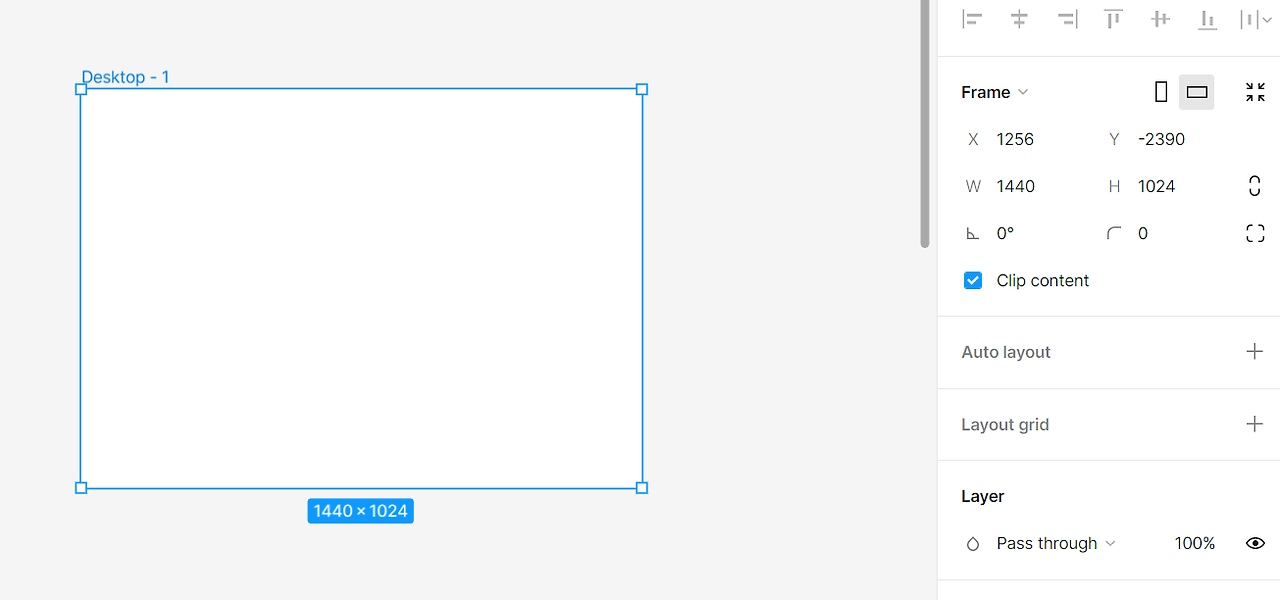 Desktop - 1
1440 × 1024
Frame
X 1256 Y -2390
W 1440 H 1024
0° 0
Clip content
Auto layout
Layout grid
Layer
Pass through 100%